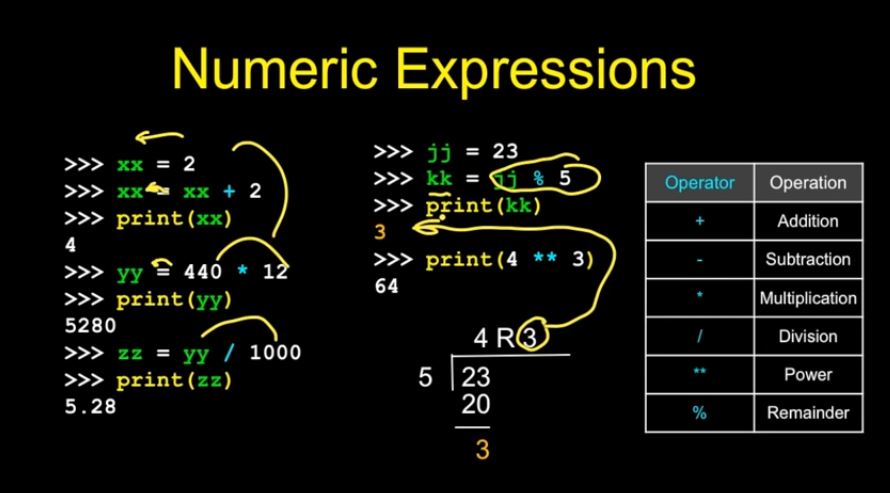 Numeric Expressions
>>> xx = 2
>>> xx = xx + 2
>>> print(xx)
4
>>> yy = 440 * 12
>>> print(yy)
5280
>>> zz = yy / 1000
>>> print(zz)
5.28
>>> jj = 23
>>> kk = jj % 5
>>> print(kk)
3
>>> print(4 ** 3)
64
4 R 3
5 23
20
3
Operator Operation
+ Addition
- Subtraction
* Multiplication
/ Division
** Power
% Remainder